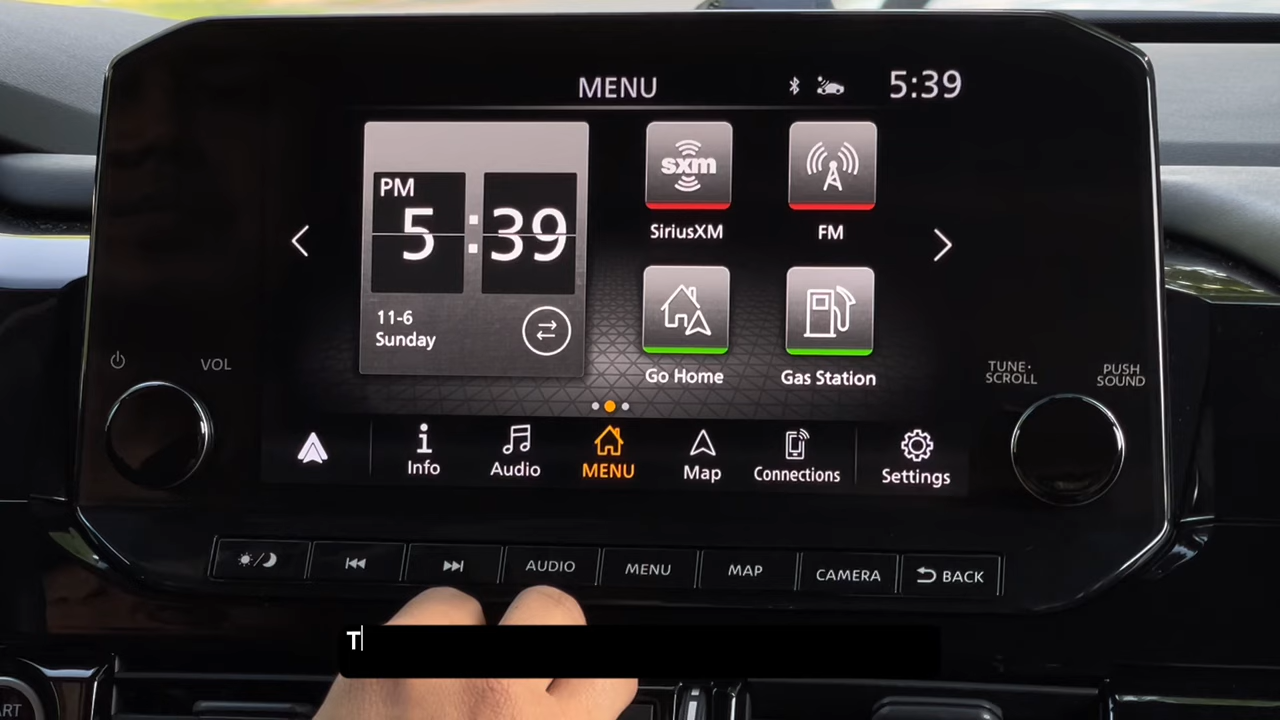 MENU
5:39
PM
5:39
11-6
Sunday
sxm
SiriusXM
FM
Go Home
Gas Station
VOL
TUNE·
SCROLL
PUSH
SOUND
Info
Audio
MENU
Map
Connections
Settings
AUDIO
MENU
MAP
CAMERA
BACK
T
ART